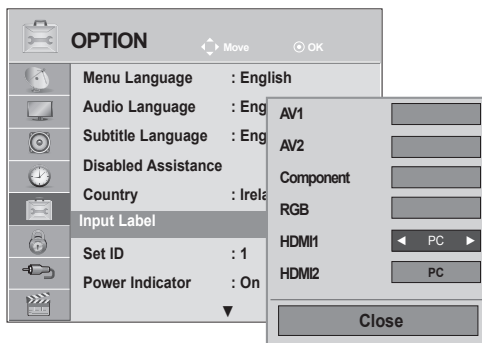 OPTION
Move
OK
Menu Language : English
Audio Language : Eng
Subtitle Language : Eng
Disabled Assistance
Country : Irela
Input Label
Set ID : 1
Power Indicator : On
▼
AV1
AV2
Component
RGB
HDMI1 ◄ PC ►
HDMI2 PC
Close